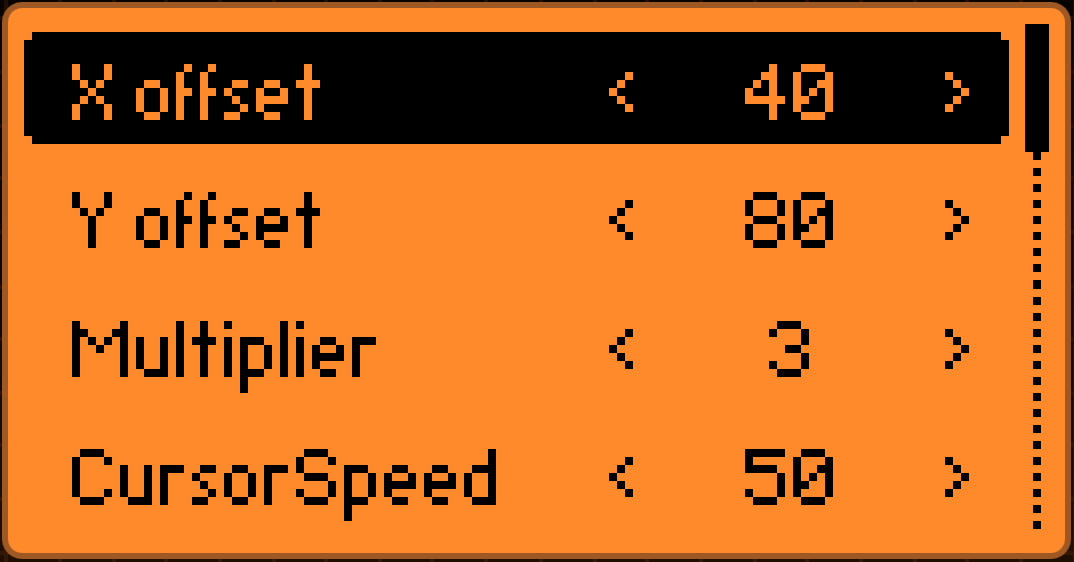 X offset < 40 >
Y offset < 80 >
Multiplier < 3 >
CursorSpeed < 50 >